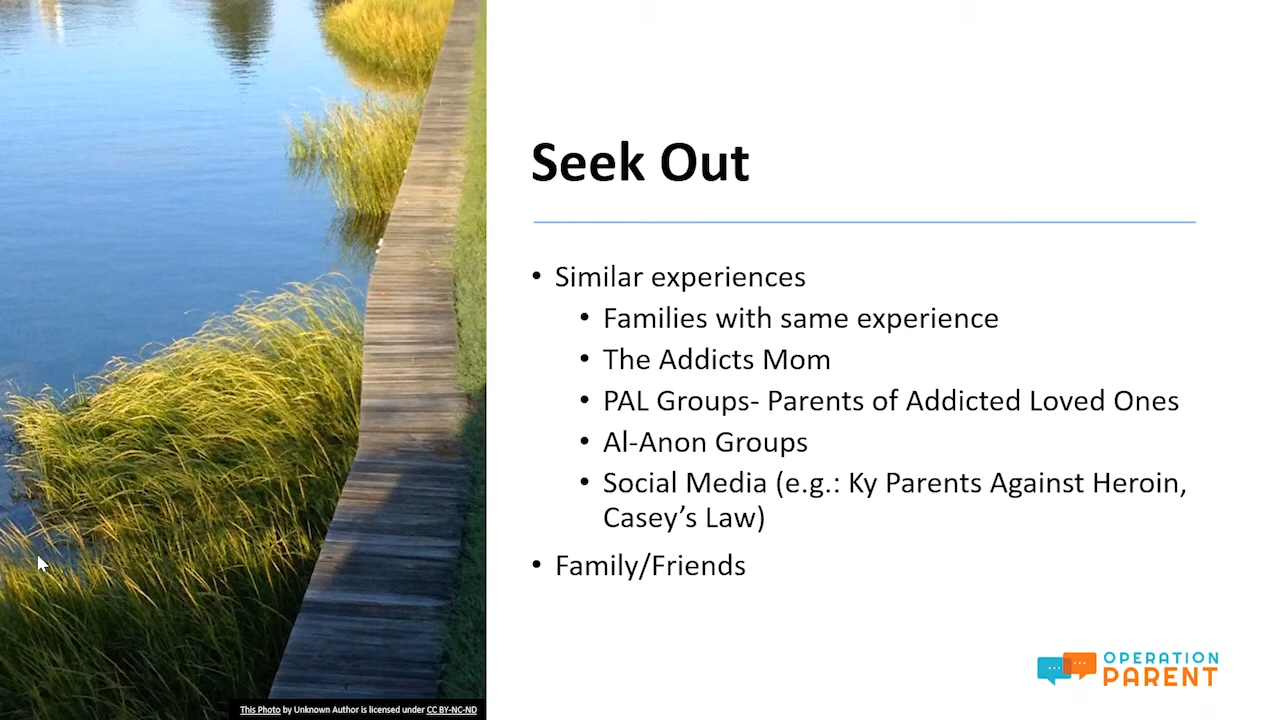 Seek Out
• Similar experiences
• Families with same experience
• The Addicts Mom
• PAL Groups- Parents of Addicted Loved Ones
• Al-Anon Groups
• Social Media (e.g.: Ky Parents Against Heroin,
Casey's Law)
• Family/Friends
OPERATION
PARENT
This Photo by Unknown Author is licensed under CC BY-NC-ND